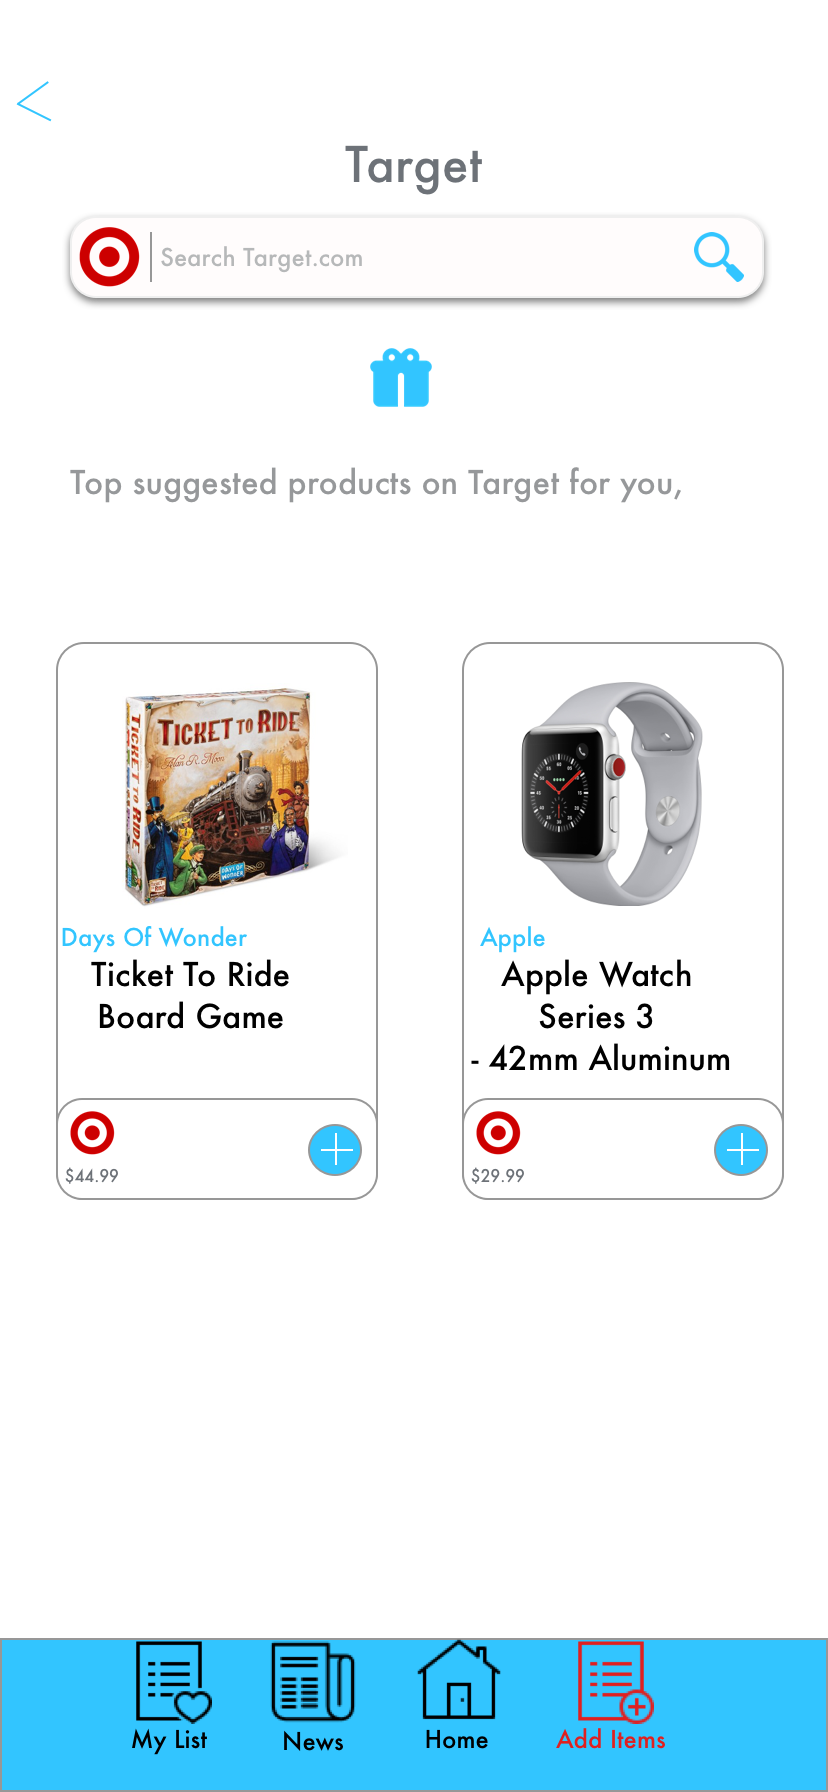 Target
Search Target.com
Top suggested products on Target for you,
TICKET TO RIDE
Alan R. Moon
TICKET TO RIDE
DAYS OF WONDER
Days Of Wonder
Ticket To Ride
Board Game
$44.99
Apple
Apple Watch
Series 3
- 42mm Aluminum
$29.99
My List
News
Home
Add Items